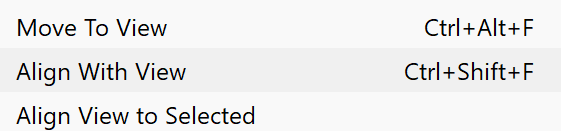 Move To View Ctrl+Alt+F
Align With View Ctrl+Shift+F
Align View to Selected